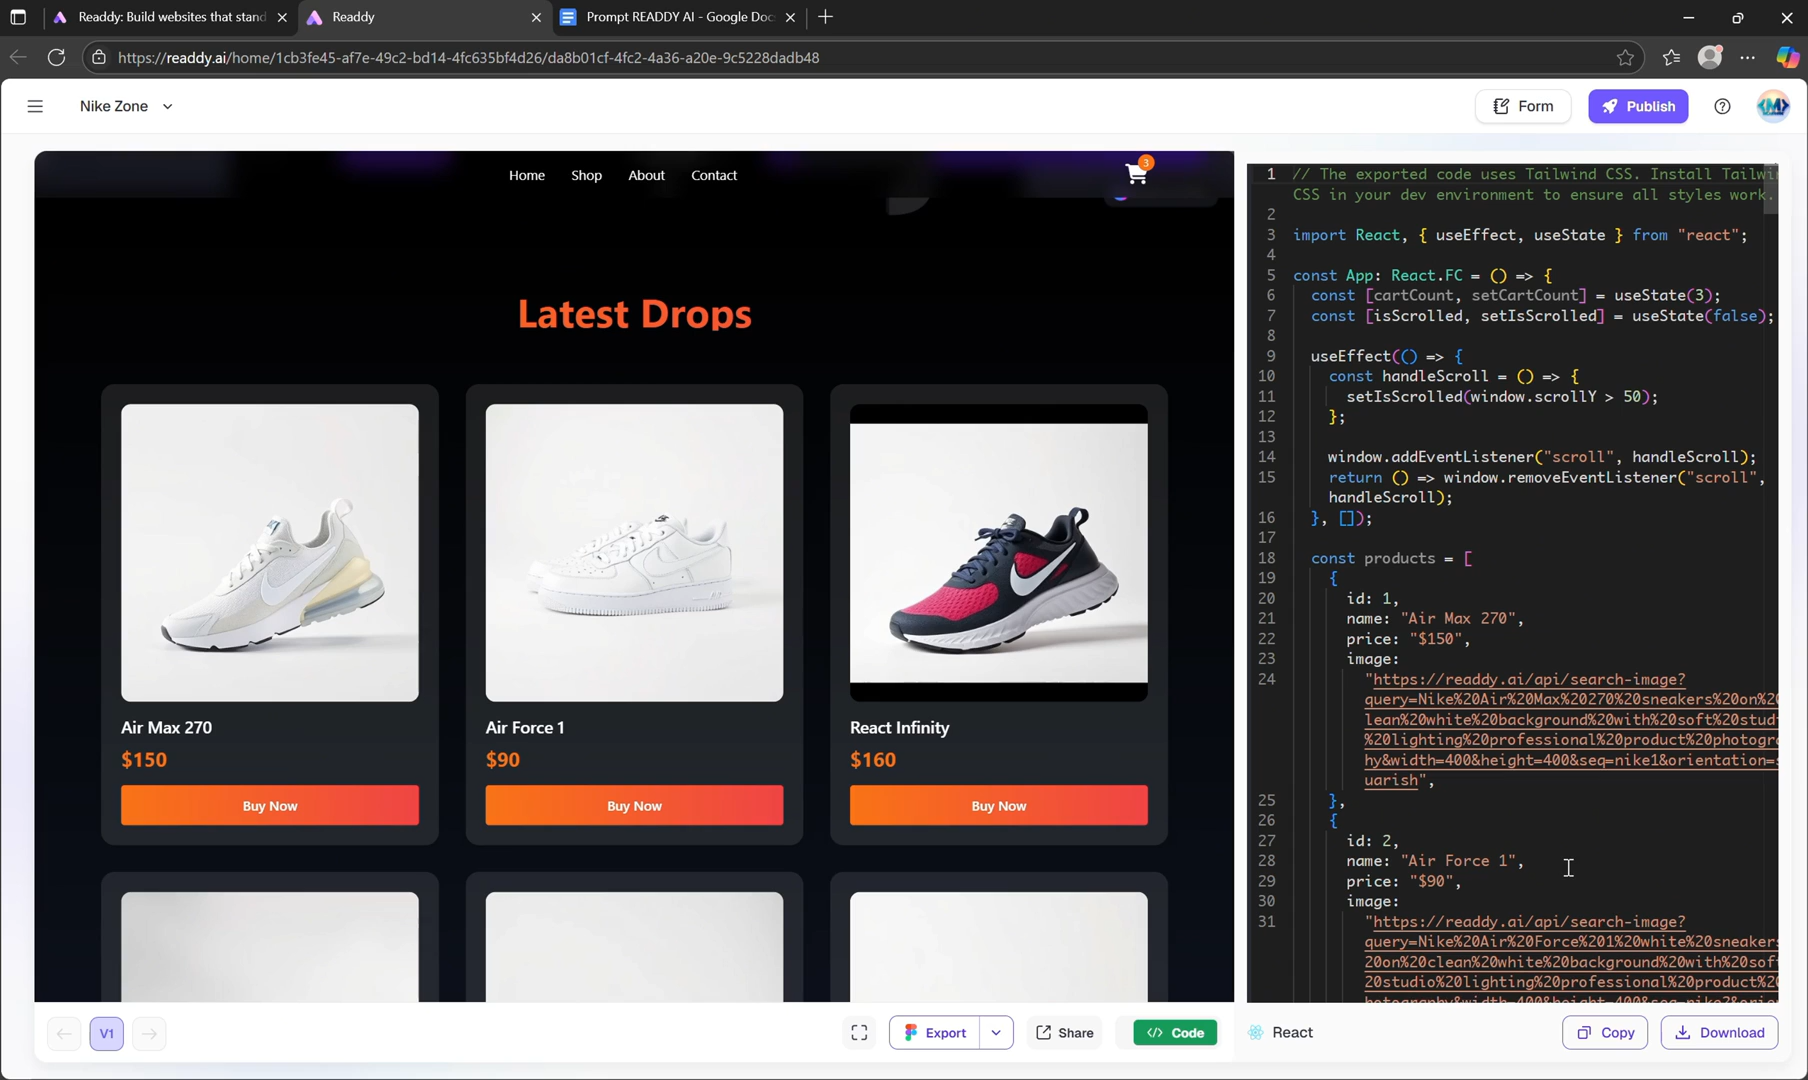 Readdy: Build websites that stand
Readdy
Prompt READDY AI - Google Doc
https://readdy.ai/home/1cb3fe45-af7e-49c2-bd14-4fc635bf4d26/da8b01cf-4fc2-4a36-a20e-9c5228dadb48
Nike Zone
Form
Publish
Home
Shop
About
Contact
3
Latest Drops
Air Max 270
$150
Buy Now
Air Force 1
$90
Buy Now
React Infinity
$160
Buy Now
1 // The exported code uses Tailwind CSS. Install Tailwin
CSS in your dev environment to ensure all styles work.
2
3 import React, { useEffect, useState } from "react";
4
5 const App: React.FC = () => {
6 const [cartCount, setCartCount] = useState(3);
7 const [isScrolled, setIsScrolled] = useState(false);
8
9 useEffect(() => {
10 const handleScroll = () => {
11 setIsScrolled(window.scrollY > 50);
12 };
13
14 window.addEventListener("scroll", handleScroll);
15 return () => window.removeEventListener("scroll",
handleScroll);
16 }, []);
17
18 const products = [
19 {
20 id: 1,
21 name: "Air Max 270",
22 price: "$150",
23 image:
24 "https://readdy.ai/api/search-image?
query=Nike%20Air%20Max%20270%20sneakers%20on%20
lean%20white%20background%20with%20soft%20stud
%20lighting%20professional%20product%20photogr
hy&width=400&height=400&seq=nike1&orientation=s
uarish",
25 },
26 {
27 id: 2,
28 name: "Air Force 1",
29 price: "$90",
30 image:
31 "https://readdy.ai/api/search-image?
query=Nike%20Air%20Force%201%20white%20sneakers
20on%20clean%20white%20background%20with%20sof
20studio%20lighting%20professional%20product%2
hotography&width=400&height=400&seq=nike2&orie
V1
Export
Share
</> Code
React
Copy
Download